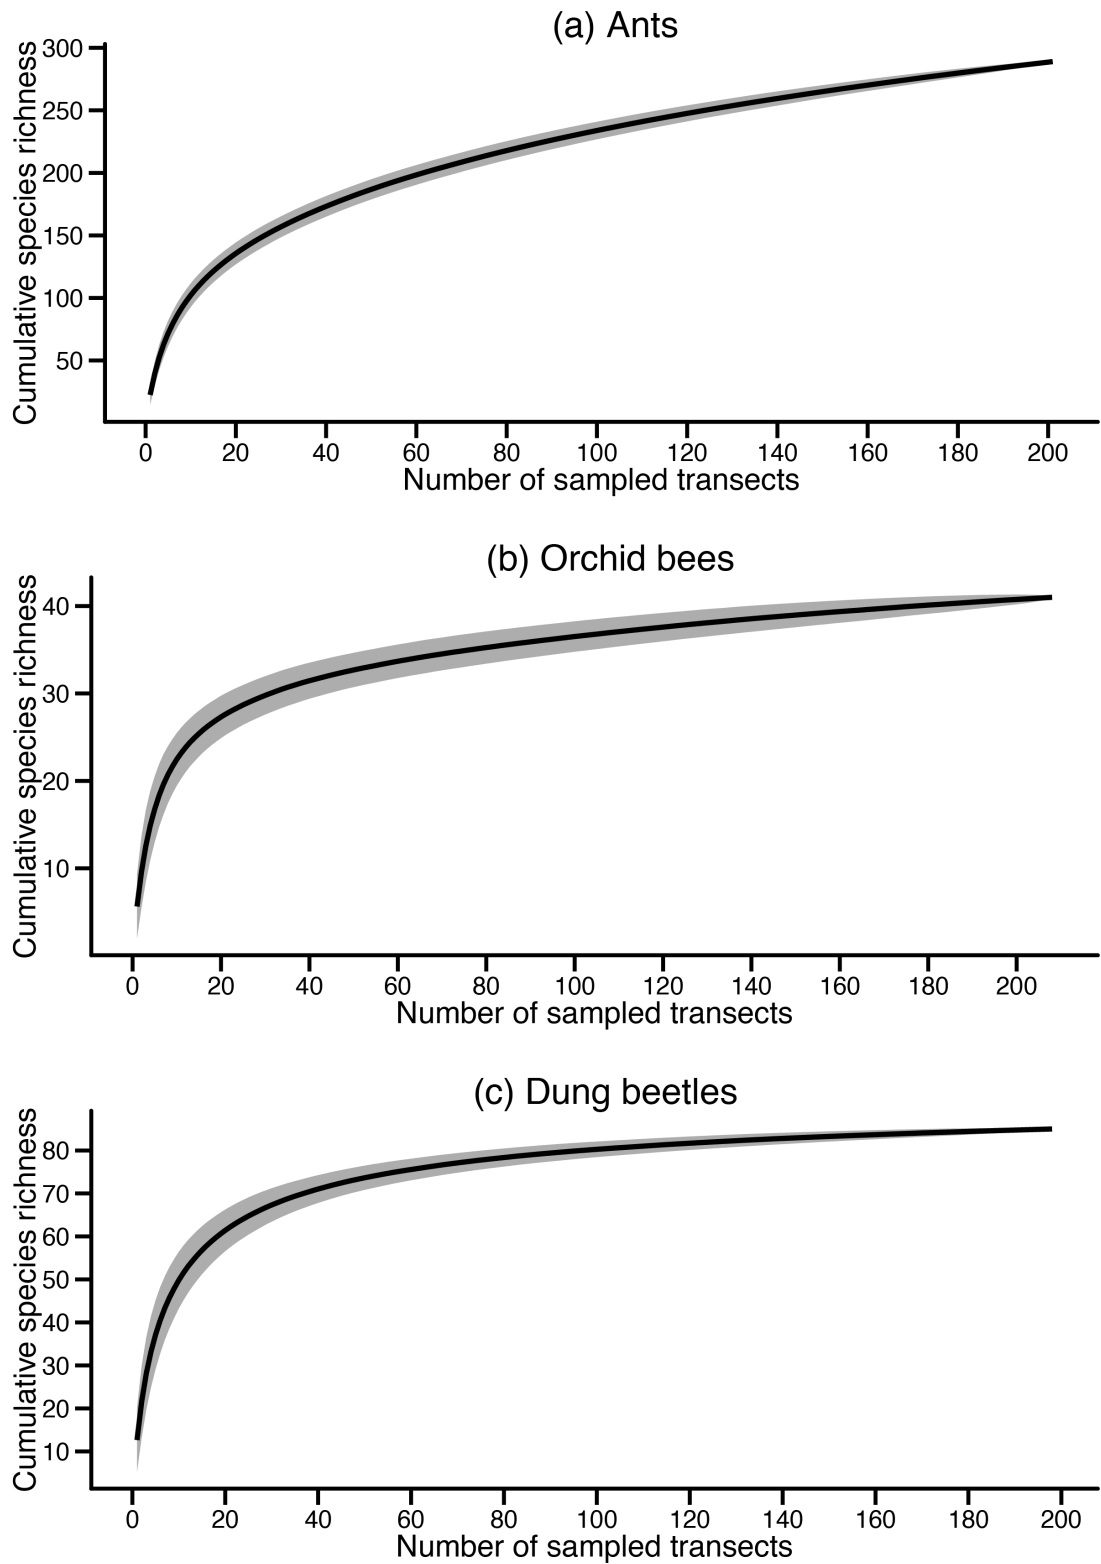 (a) Ants
Cumulative species richness
300
250
200
150
100
50
0 20 40 60 80 100 120 140 160 180 200
Number of sampled transects
(b) Orchid bees
Cumulative species richness
40
30
20
10
0 20 40 60 80 100 120 140 160 180 200
Number of sampled transects
(c) Dung beetles
Cumulative species richness
80
70
60
50
40
30
20
10
0 20 40 60 80 100 120 140 160 180 200
Number of sampled transects